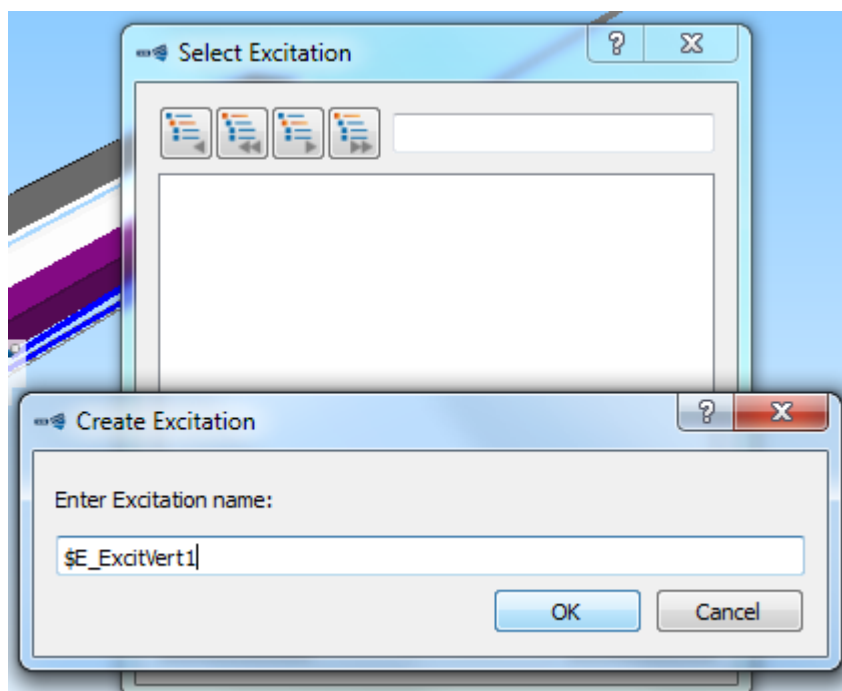 Select Excitation
Create Excitation
Enter Excitation name:
$E_ExcitVert1
OK
Cancel